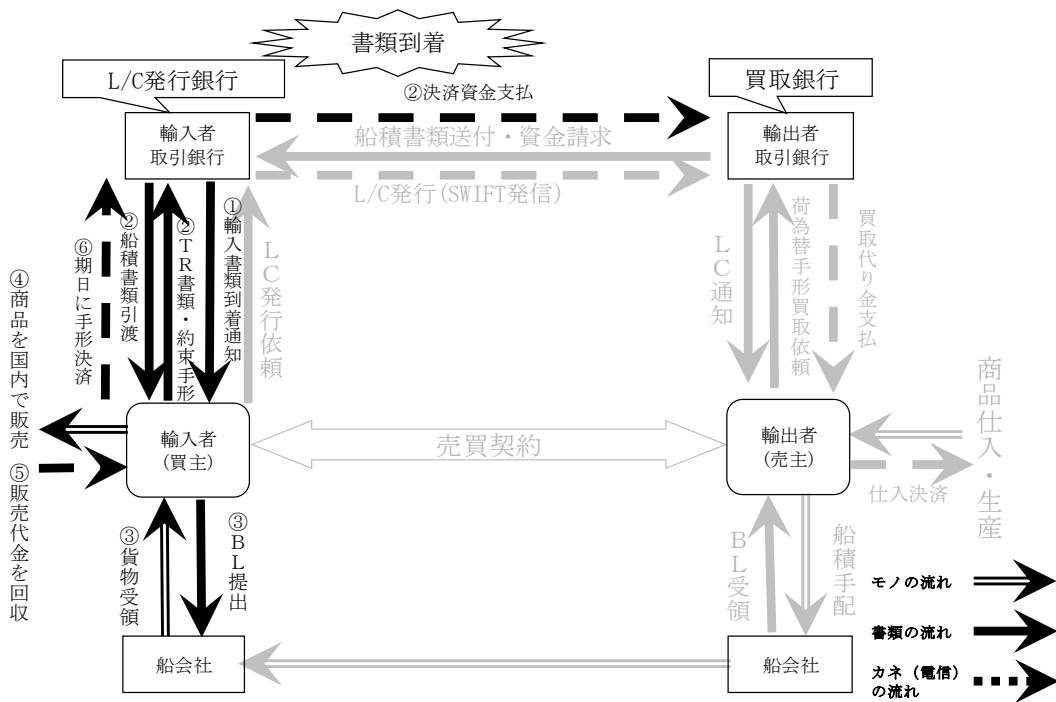 書類到着
L/C発行銀行
買取銀行
②決済資金支払
輸入者
取引銀行
船積書類送付・資金請求
輸出者
取引銀行
L/C発行(SWIFT発信)
⑥期日に手形決済
②船積書類引渡
②TR書類・約束手形
①輸入書類到着通知
LC発行依頼
LC通知
荷為替手形買取依頼
買取代り金支払
④商品を国内で販売
⑤販売代金を回収
輸入者
(買主)
売買契約
輸出者
(売主)
商品仕入・生産
仕入決済
③貨物受領
③BL提出
BL受領
船積手配
モノの流れ
書類の流れ
カネ（電信）
の流れ
船会社
船会社